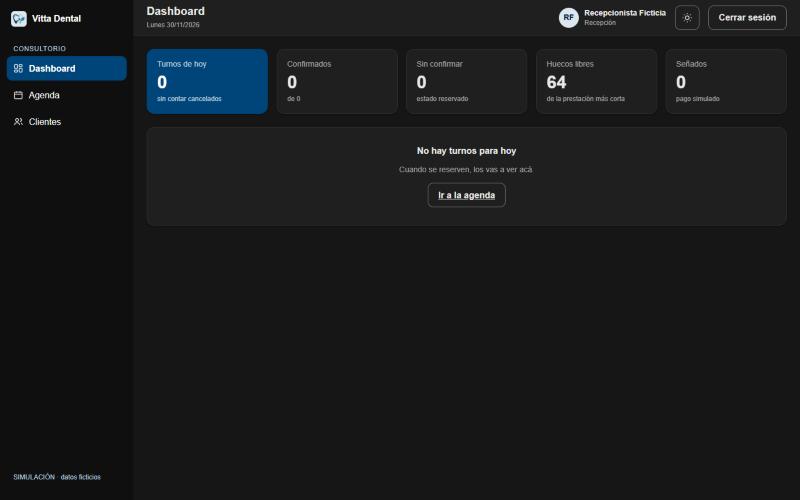 Vitta Dental
CONSULTORIO
Dashboard
Agenda
Clientes
SIMULACIÓN · datos ficticios
Dashboard
Lunes 30/11/2026
RF
Recepcionista Ficticia
Recepción
Cerrar sesión
Turnos de hoy
0
sin contar cancelados
Confirmados
0
de 0
Sin confirmar
0
estado reservado
Huecos libres
64
de la prestación más corta
Señados
0
pago simulado
No hay turnos para hoy
Cuando se reserven, los vas a ver acá.
Ir a la agenda